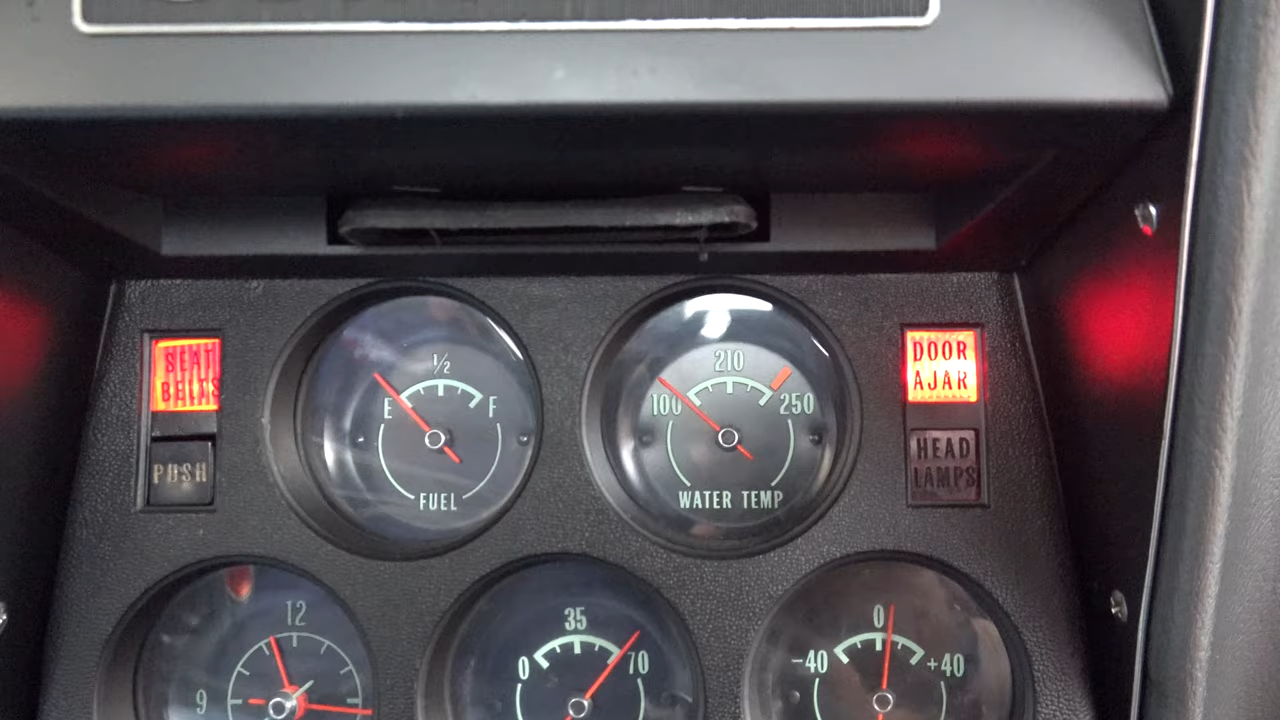 SEAT
BELTS
PUSH
½
E F
FUEL
210
100 250
WATER TEMP
DOOR
AJAR
HEAD
LAMPS
12
9
35
0 70
0
-40 +40